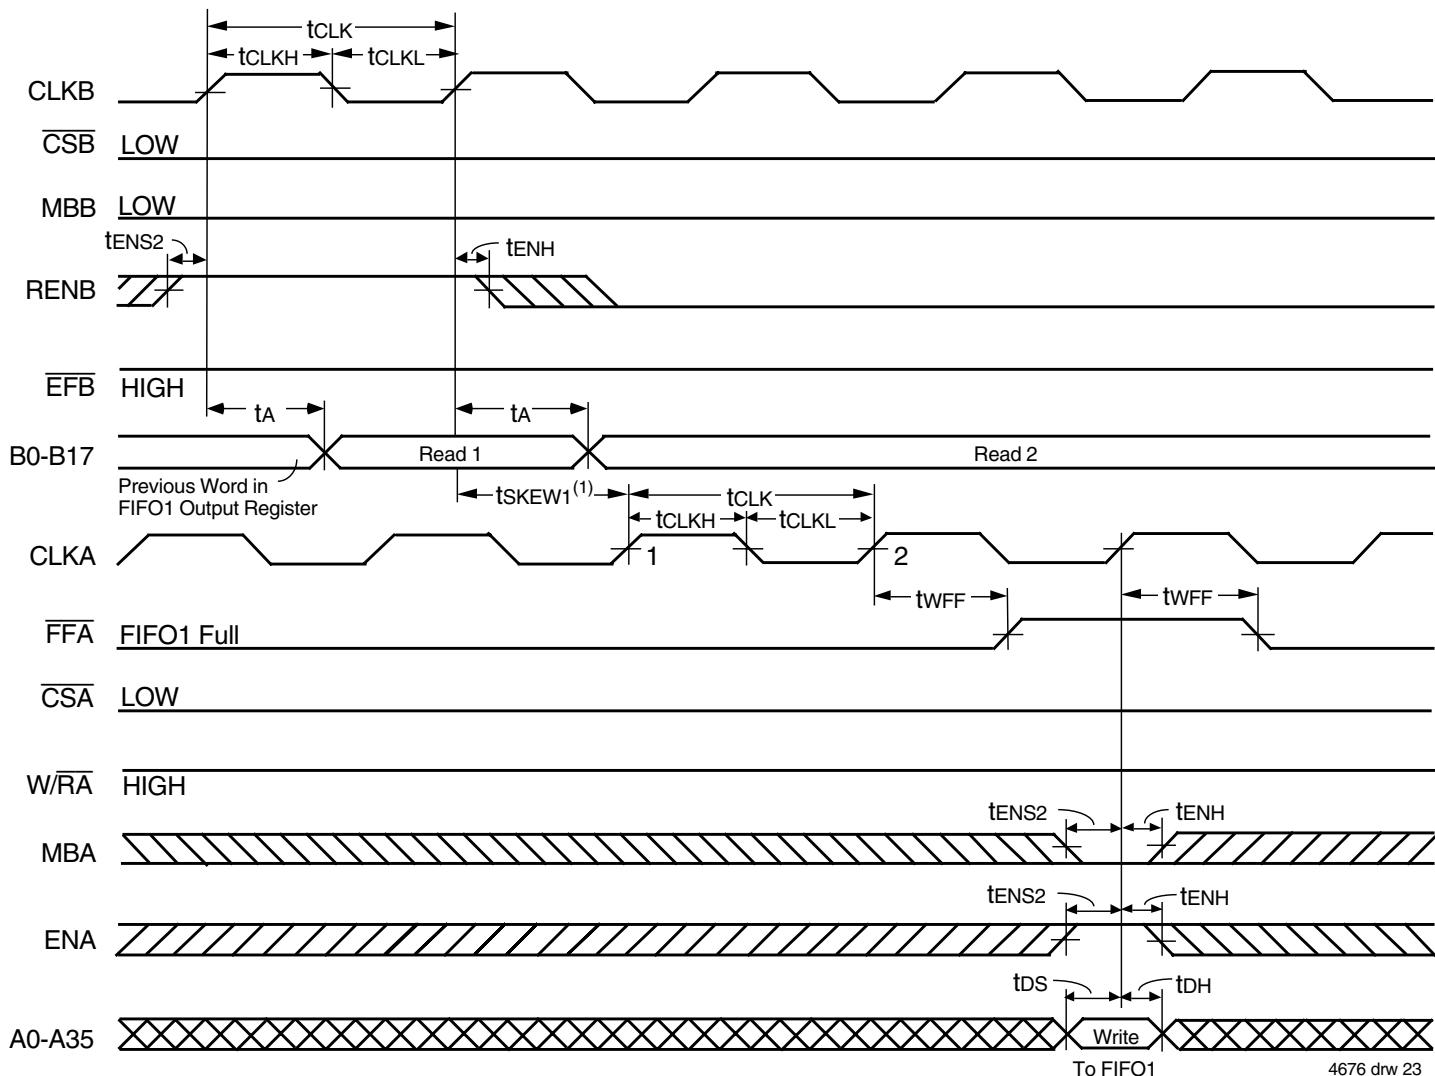 tCLK
tCLKH tCLKL
CLKB
CSB LOW
MBB LOW
tENS2 tENH
RENB
EFB HIGH
tA tA
B0-B17 Read 1 Read 2
Previous Word in
FIFO1 Output Register
tSKEW1(1) tCLK
tCLKH tCLKL
CLKA 1 2
tWFF tWFF
FFA FIFO1 Full
CSA LOW
W/RA HIGH
tENS2 tENH
MBA
tENS2 tENH
ENA
tDS tDH
A0-A35 Write
To FIFO1 4676 drw 23